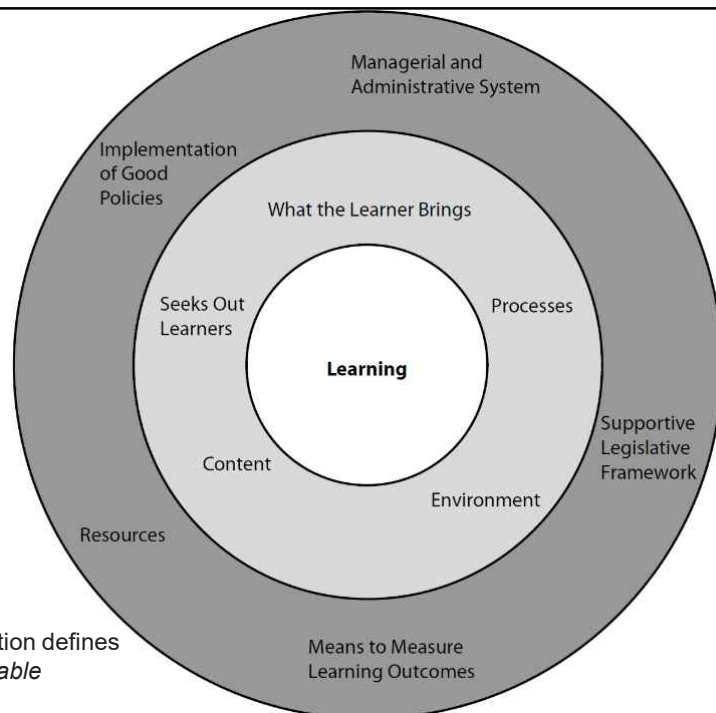 Managerial and
Administrative System
Implementation
of Good
Policies
What the Learner Brings
Seeks Out
Learners
Processes
Learning
Supportive
Legislative
Framework
Content
Environment
Resources
Means to Measure
Learning Outcomes
tion defines
able